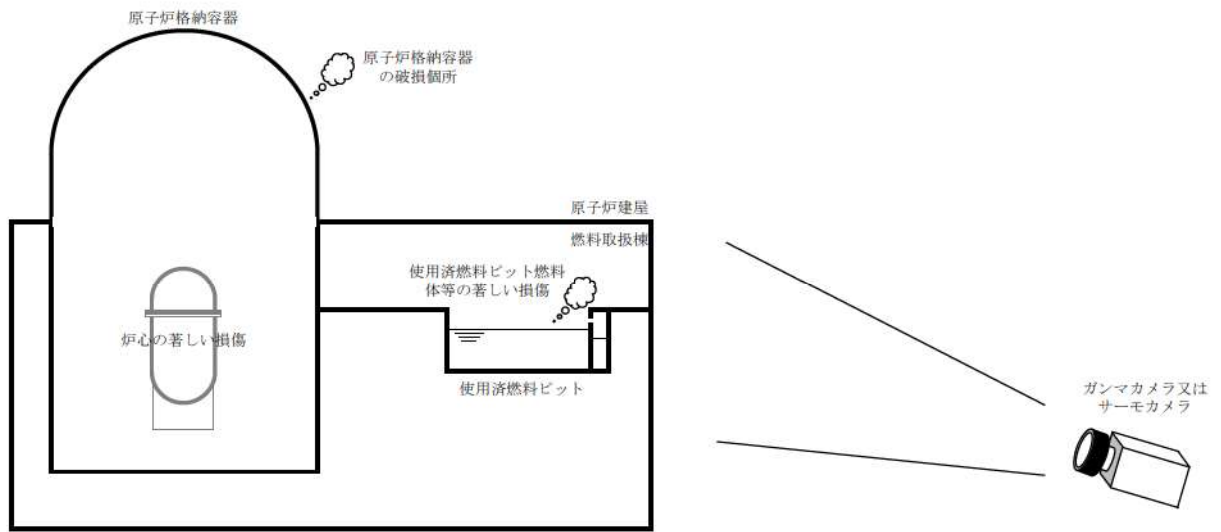 原子炉格納容器
原子炉格納容器
の破損個所
原子炉建屋
燃料取扱棟
使用済燃料ピット燃料
体等の著しい損傷
炉心の著しい損傷
使用済燃料ピット
ガンマカメラ又は
サーモカメラ